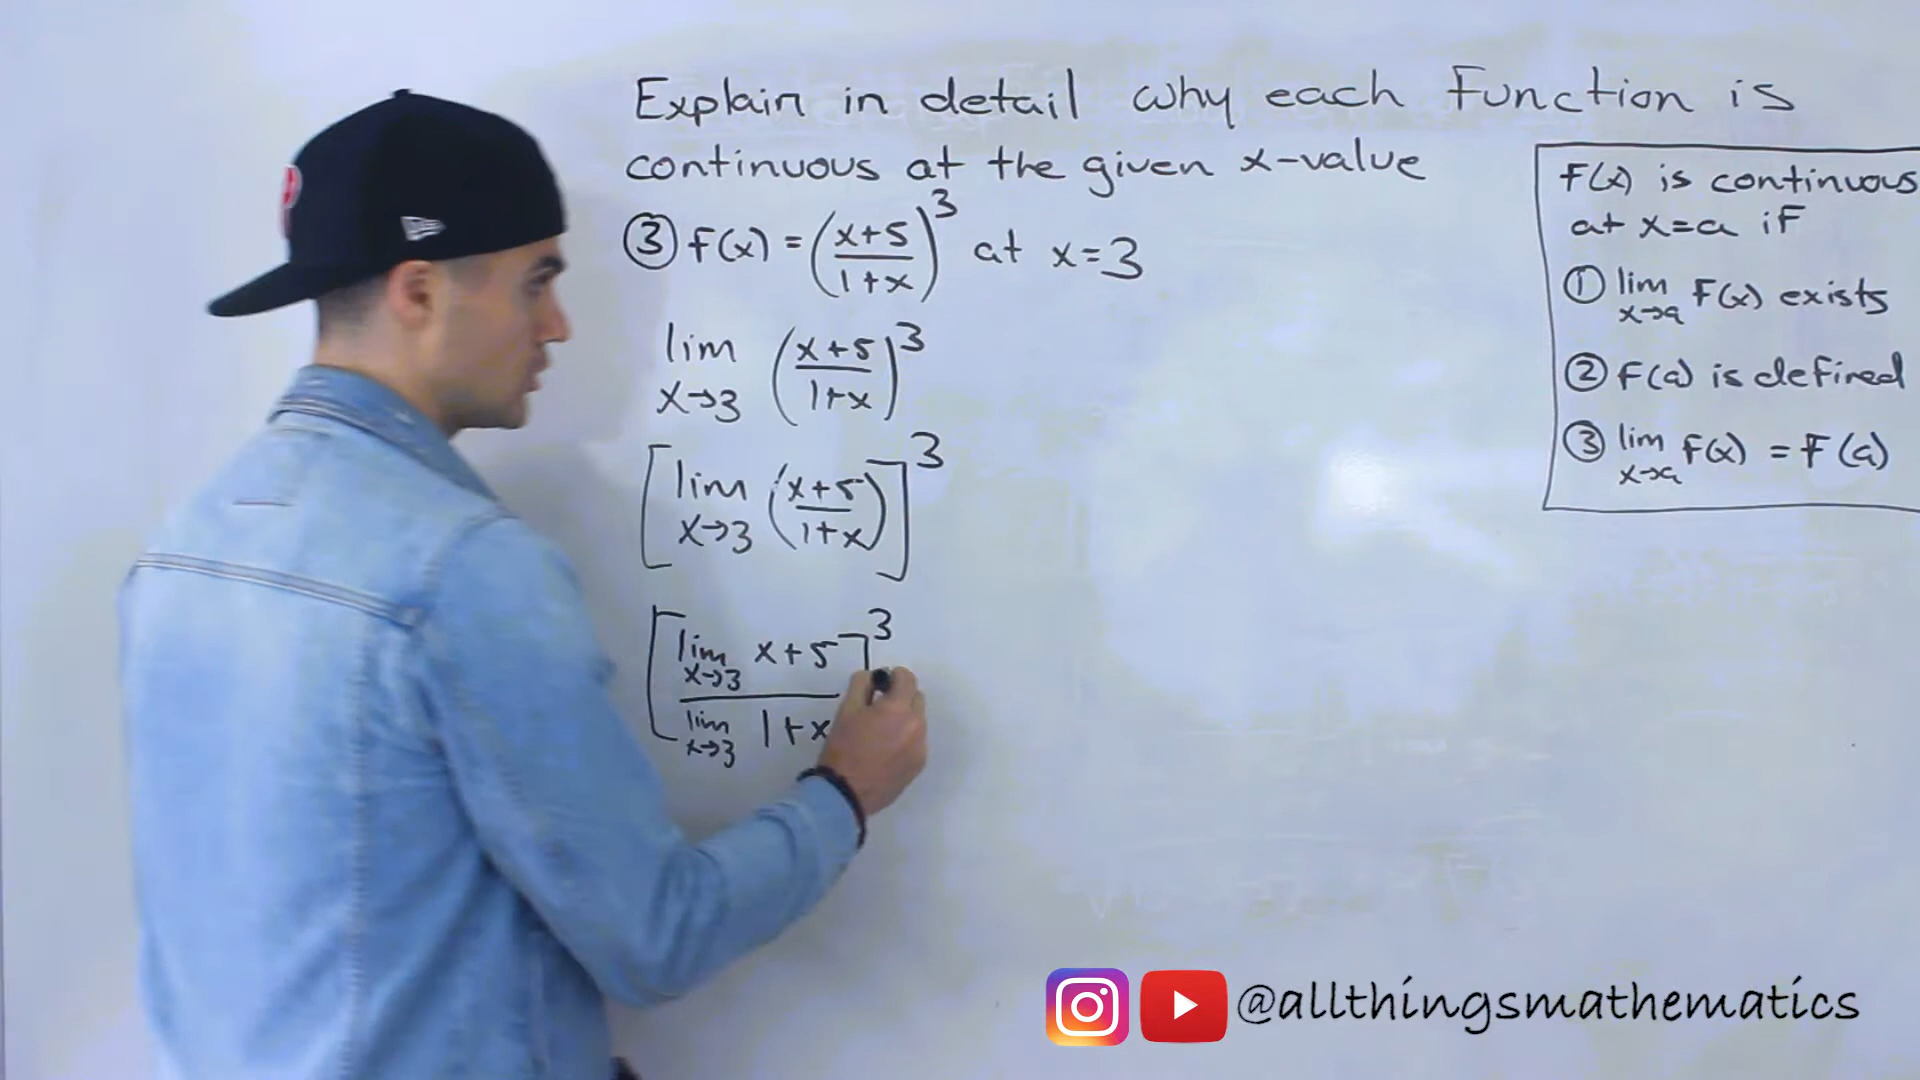 Explain in detail why each function is
continuous at the given x-value
③ f(x) = (x+5 / 1+x)³ at x=3
lim x→3 (x+5 / 1+x)³
[lim x→3 (x+5 / 1+x)]³
[lim x→3 x+5 / lim x→3 1+x]³
f(x) is continuous
at x=a if
① lim x→a f(x) exists
② f(a) is defined
③ lim x→a f(x) = f(a)
@allthingsmathematics